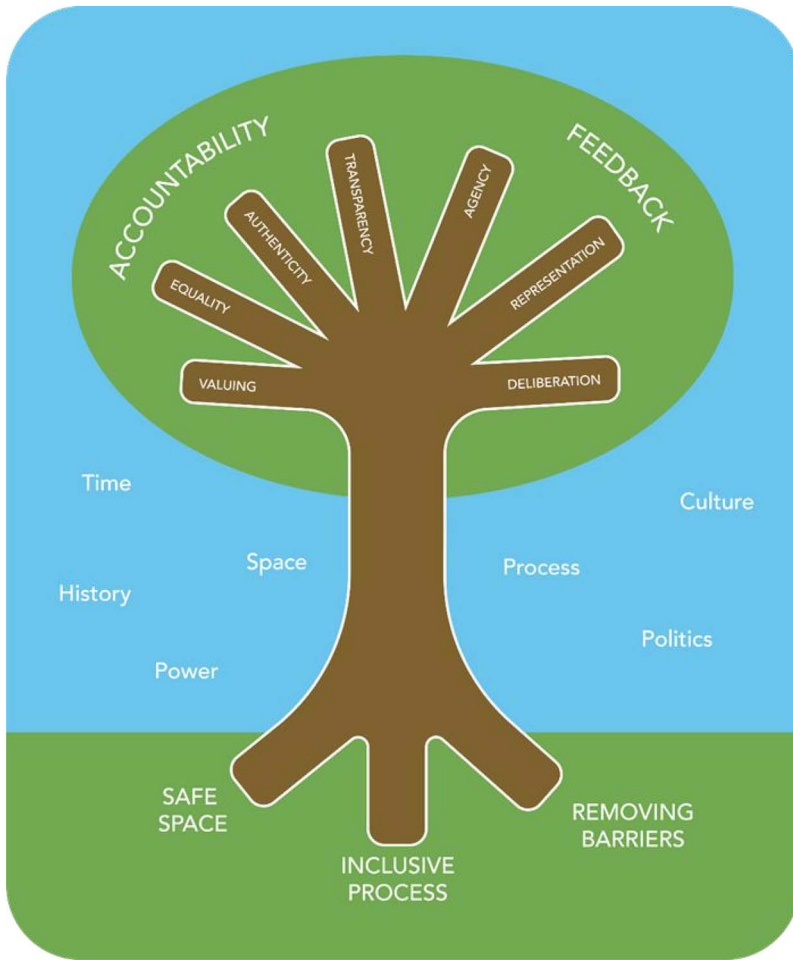 ACCOUNTABILITY
FEEDBACK
TRANSPARENCY
AGENCY
AUTHENTICITY
REPRESENTATION
EQUALITY
VALUING
DELIBERATION
Time
Culture
Space
Process
History
Politics
Power
SAFE
SPACE
REMOVING
BARRIERS
INCLUSIVE
PROCESS